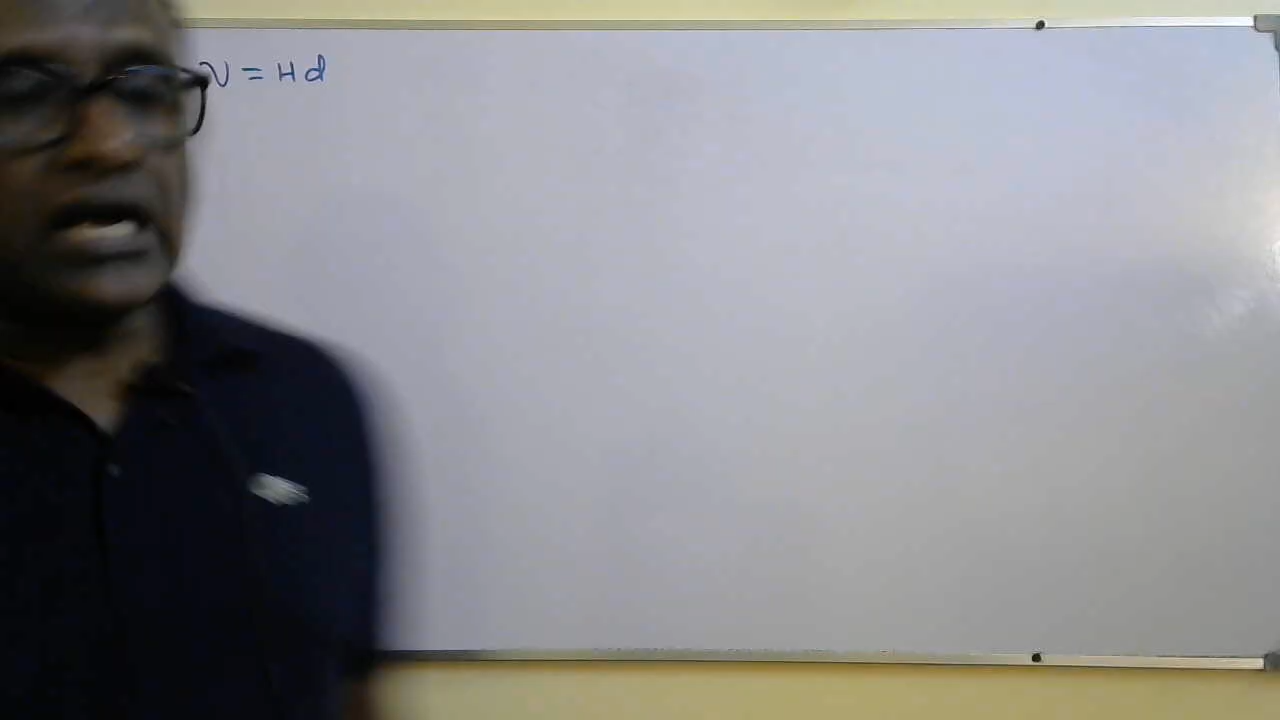 v = Hd